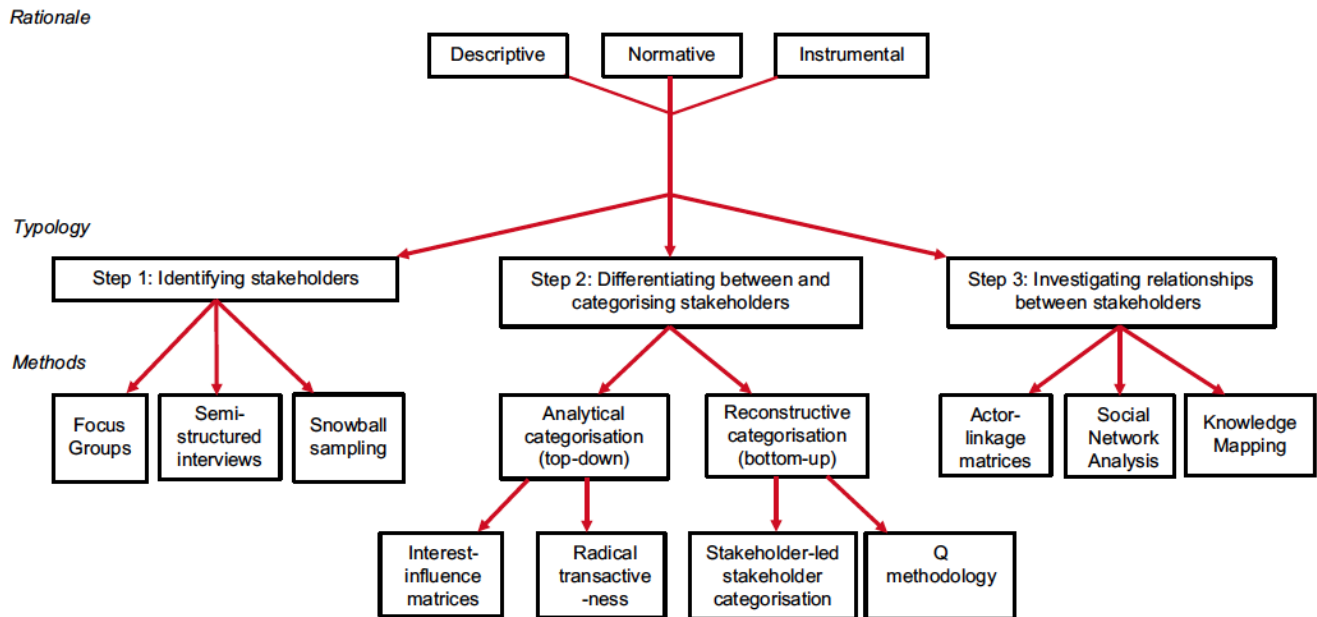 Rationale
Descriptive
Normative
Instrumental
Typology
Step 1: Identifying stakeholders
Step 2: Differentiating between and
categorising stakeholders
Step 3: Investigating relationships
between stakeholders
Methods
Focus
Groups
Semi-
structured
interviews
Snowball
sampling
Analytical
categorisation
(top-down)
Reconstructive
categorisation
(bottom-up)
Actor-
linkage
matrices
Social
Network
Analysis
Knowledge
Mapping
Interest-
influence
matrices
Radical
transactive
-ness
Stakeholder-led
stakeholder
categorisation
Q
methodology